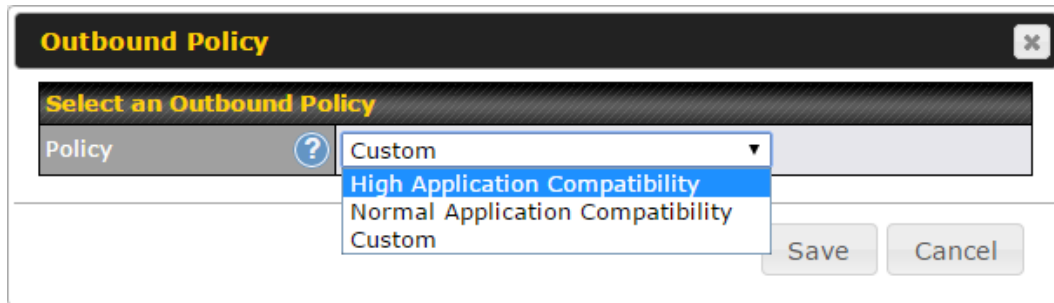 Outbound Policy
Select an Outbound Policy
Policy ? Custom
High Application Compatibility
Normal Application Compatibility
Custom
Save Cancel